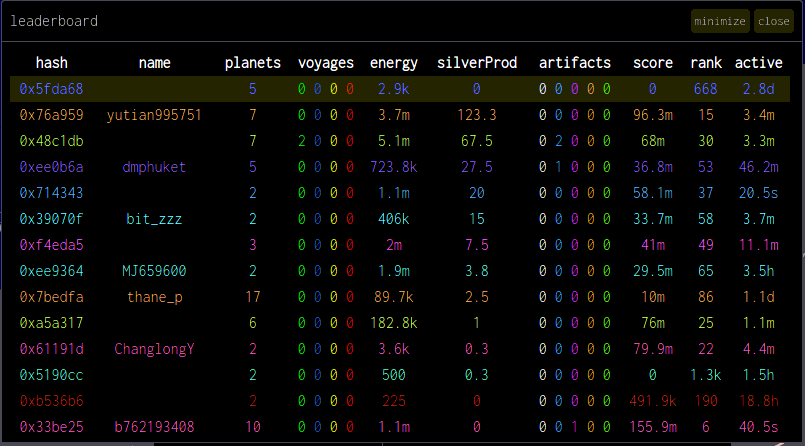 leaderboard minimize close
hash name planets voyages energy silverProd artifacts score rank active
0x5fda68 5 0 0 0 0 2.9k 0 0 0 0 0 0 0 668 2.8d
0x76a959 yutian995751 7 0 0 0 0 3.7m 123.3 0 0 0 0 0 96.3m 15 3.4m
0x48c1db 7 2 0 0 0 5.1m 67.5 0 2 0 0 0 68m 30 3.3m
0xee0b6a dmphuket 5 0 0 0 0 723.8k 27.5 0 1 0 0 0 36.8m 53 46.2m
0x714343 2 0 0 0 0 1.1m 20 0 0 0 0 0 58.1m 37 20.5s
0x39070f bit_zzz 2 0 0 0 0 406k 15 0 0 0 0 0 33.7m 58 3.7m
0xf4eda5 3 0 0 0 0 2m 7.5 0 0 0 0 0 41m 49 11.1m
0xee9364 MJ659600 2 0 0 0 0 1.9m 3.8 0 0 0 0 0 29.5m 65 3.5h
0x7bedfa thane_p 17 0 0 0 0 89.7k 2.5 0 0 0 0 0 10m 86 1.1d
0xa5a317 6 0 0 0 0 182.8k 1 0 0 0 0 0 76m 25 1.1m
0x61191d ChanglongY 2 0 0 0 0 3.6k 0.3 0 0 0 0 0 79.9m 22 4.4m
0x5190cc 2 0 0 0 0 500 0.3 0 0 0 0 0 0 1.3k 1.5h
0xb536b6 2 0 0 0 0 225 0 0 0 0 0 0 491.9k 190 18.8h
0x33be25 b762193408 10 0 0 0 0 1.1m 0 0 0 1 0 0 155.9m 6 40.5s